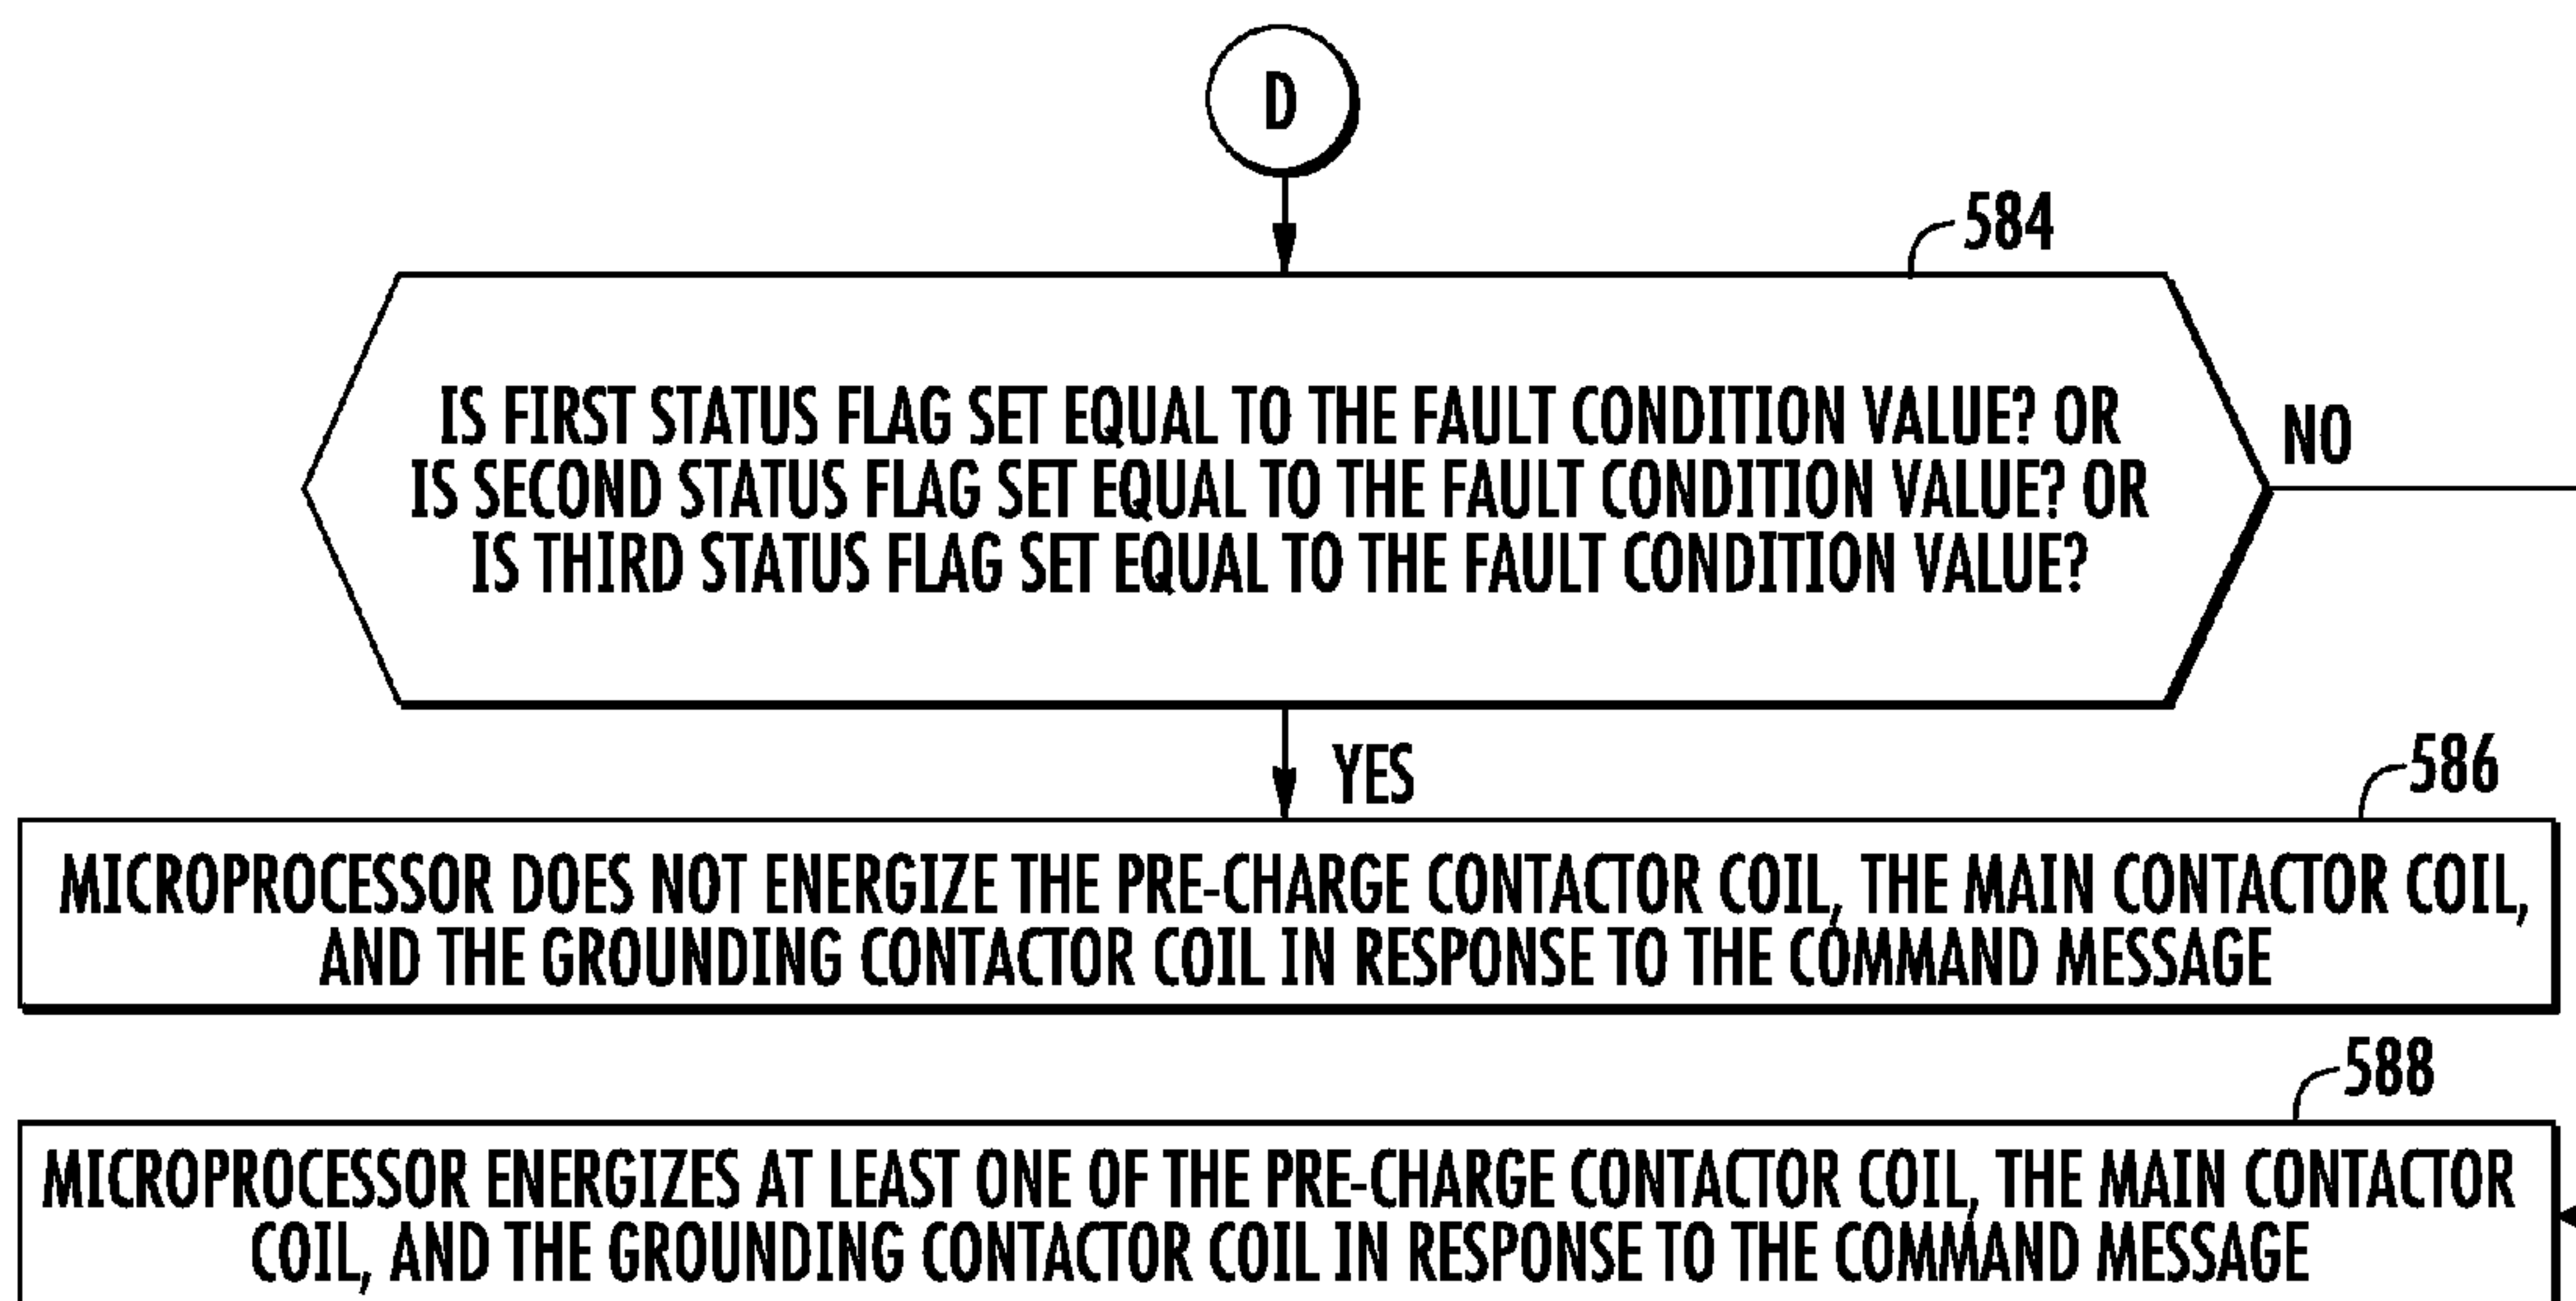 D
584
IS FIRST STATUS FLAG SET EQUAL TO THE FAULT CONDITION VALUE? OR
IS SECOND STATUS FLAG SET EQUAL TO THE FAULT CONDITION VALUE? OR
IS THIRD STATUS FLAG SET EQUAL TO THE FAULT CONDITION VALUE?
NO
YES
586
MICROPROCESSOR DOES NOT ENERGIZE THE PRE-CHARGE CONTACTOR COIL, THE MAIN CONTACTOR COIL,
AND THE GROUNDING CONTACTOR COIL IN RESPONSE TO THE COMMAND MESSAGE
588
MICROPROCESSOR ENERGIZES AT LEAST ONE OF THE PRE-CHARGE CONTACTOR COIL, THE MAIN CONTACTOR
COIL, AND THE GROUNDING CONTACTOR COIL IN RESPONSE TO THE COMMAND MESSAGE